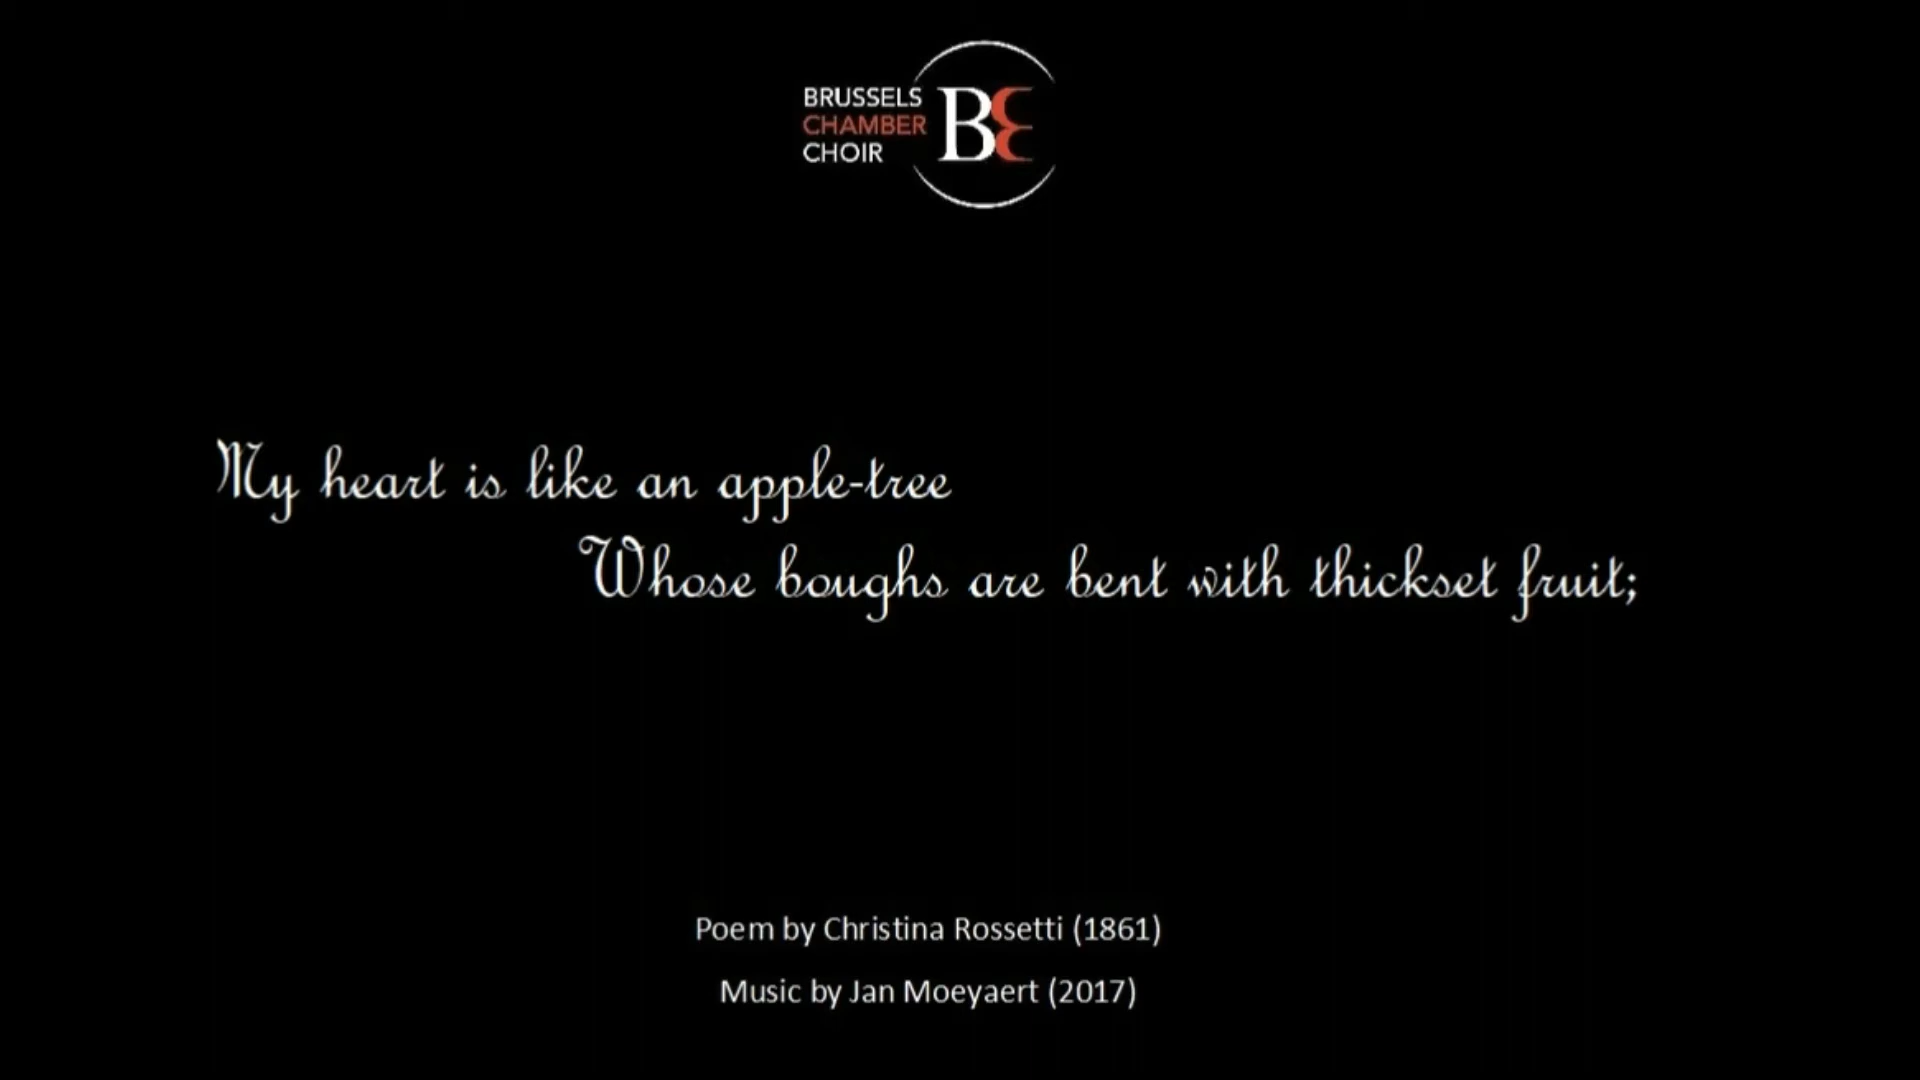 BRUSSELS
CHAMBER
CHOIR
BE
My heart is like an apple-tree
Whose boughs are bent with thickset fruit;
Poem by Christina Rossetti (1861)
Music by Jan Moeyaert (2017)